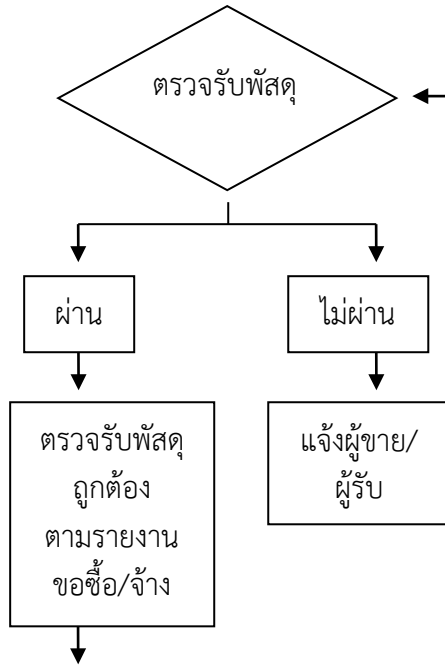 ตรวจรับพัสดุ
ผ่าน
ไม่ผ่าน
ตรวจรับพัสดุ
ถูกต้อง
ตามรายงาน
ขอซื้อ/จ้าง
แจ้งผู้ขาย/
ผู้รับ